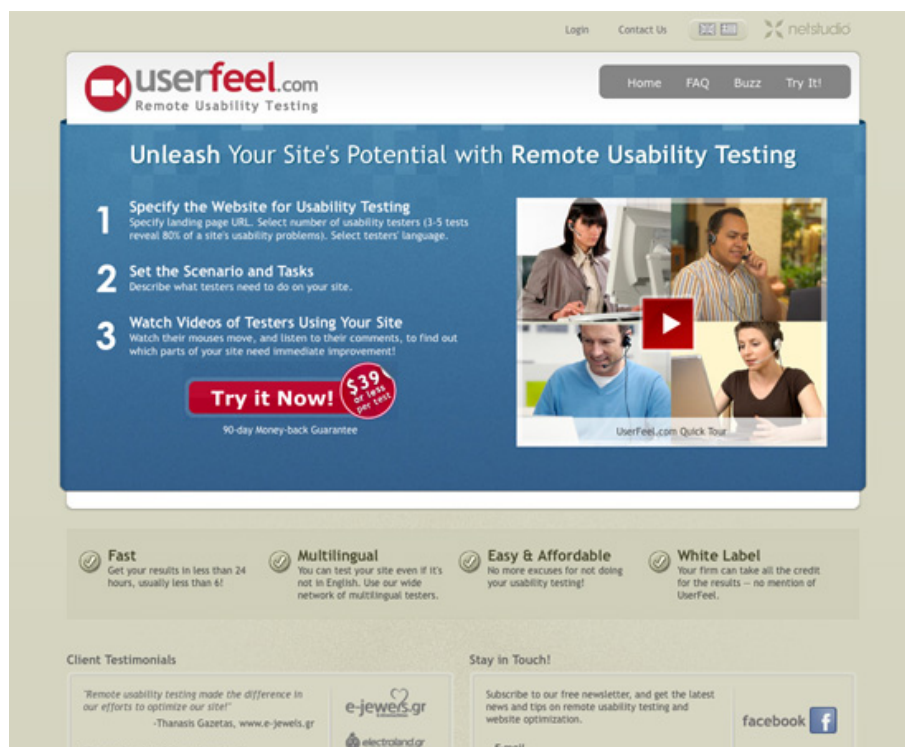 Login Contact Us netstudio
userfeel.com
Remote Usability Testing
Home FAQ Buzz Try It!
Unleash Your Site's Potential with Remote Usability Testing
1 Specify the Website for Usability Testing
Specify landing page URL. Select number of usability testers (3-5 tests
reveal 80% of a site's usability problems). Select testers' language.
2 Set the Scenario and Tasks
Describe what testers need to do on your site.
3 Watch Videos of Testers Using Your Site
Watch their mouses move, and listen to their comments, to find out
which parts of your site need immediate improvement!
Try it Now!
$39
or less
per test
90-day Money-back Guarantee
UserFeel.com Quick Tour
Fast
Get your results in less than 24
hours, usually less than 6!
Multilingual
You can test your site even if it's
not in English. Use our wide
network of multilingual testers.
Easy & Affordable
No more excuses for not doing
your usability testing!
White Label
Your firm can take all the credit
for the results — no mention of
UserFeel.
Client Testimonials
"Remote usability testing made the difference in
our efforts to optimize our site!"
-Thanasis Gazetas, www.e-jewels.gr
e-jewels.gr
electroland.gr
Stay in Touch!
Subscribe to our free newsletter, and get the latest
news and tips on remote usability testing and
website optimization.
facebook f